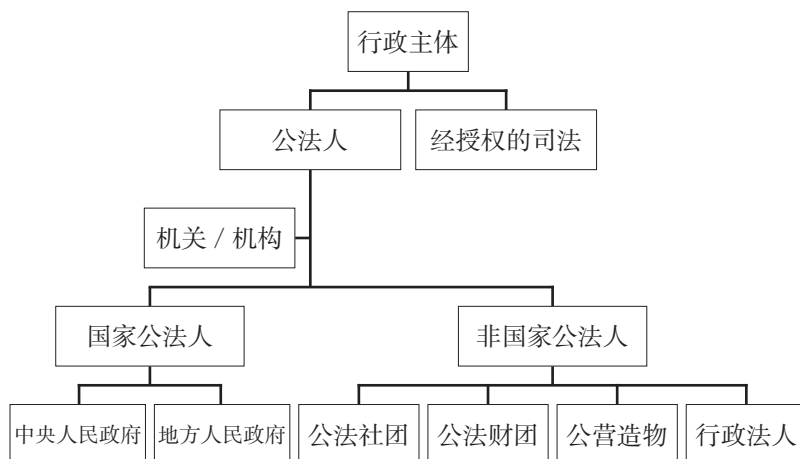 行政主体
公法人
经授权的司法
机关 / 机构
国家公法人
非国家公法人
中央人民政府
地方人民政府
公法社团
公法财团
公营造物
行政法人